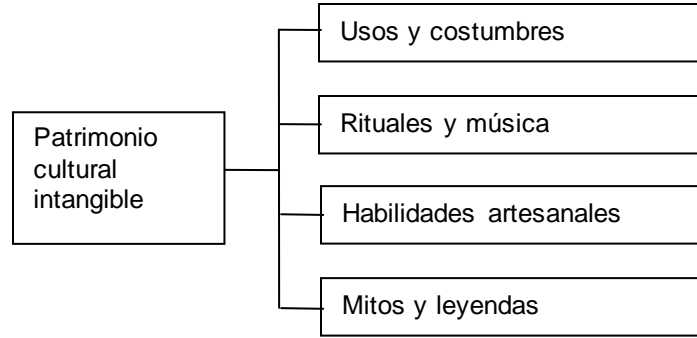 Patrimonio
cultural
intangible
Usos y costumbres
Rituales y música
Habilidades artesanales
Mitos y leyendas